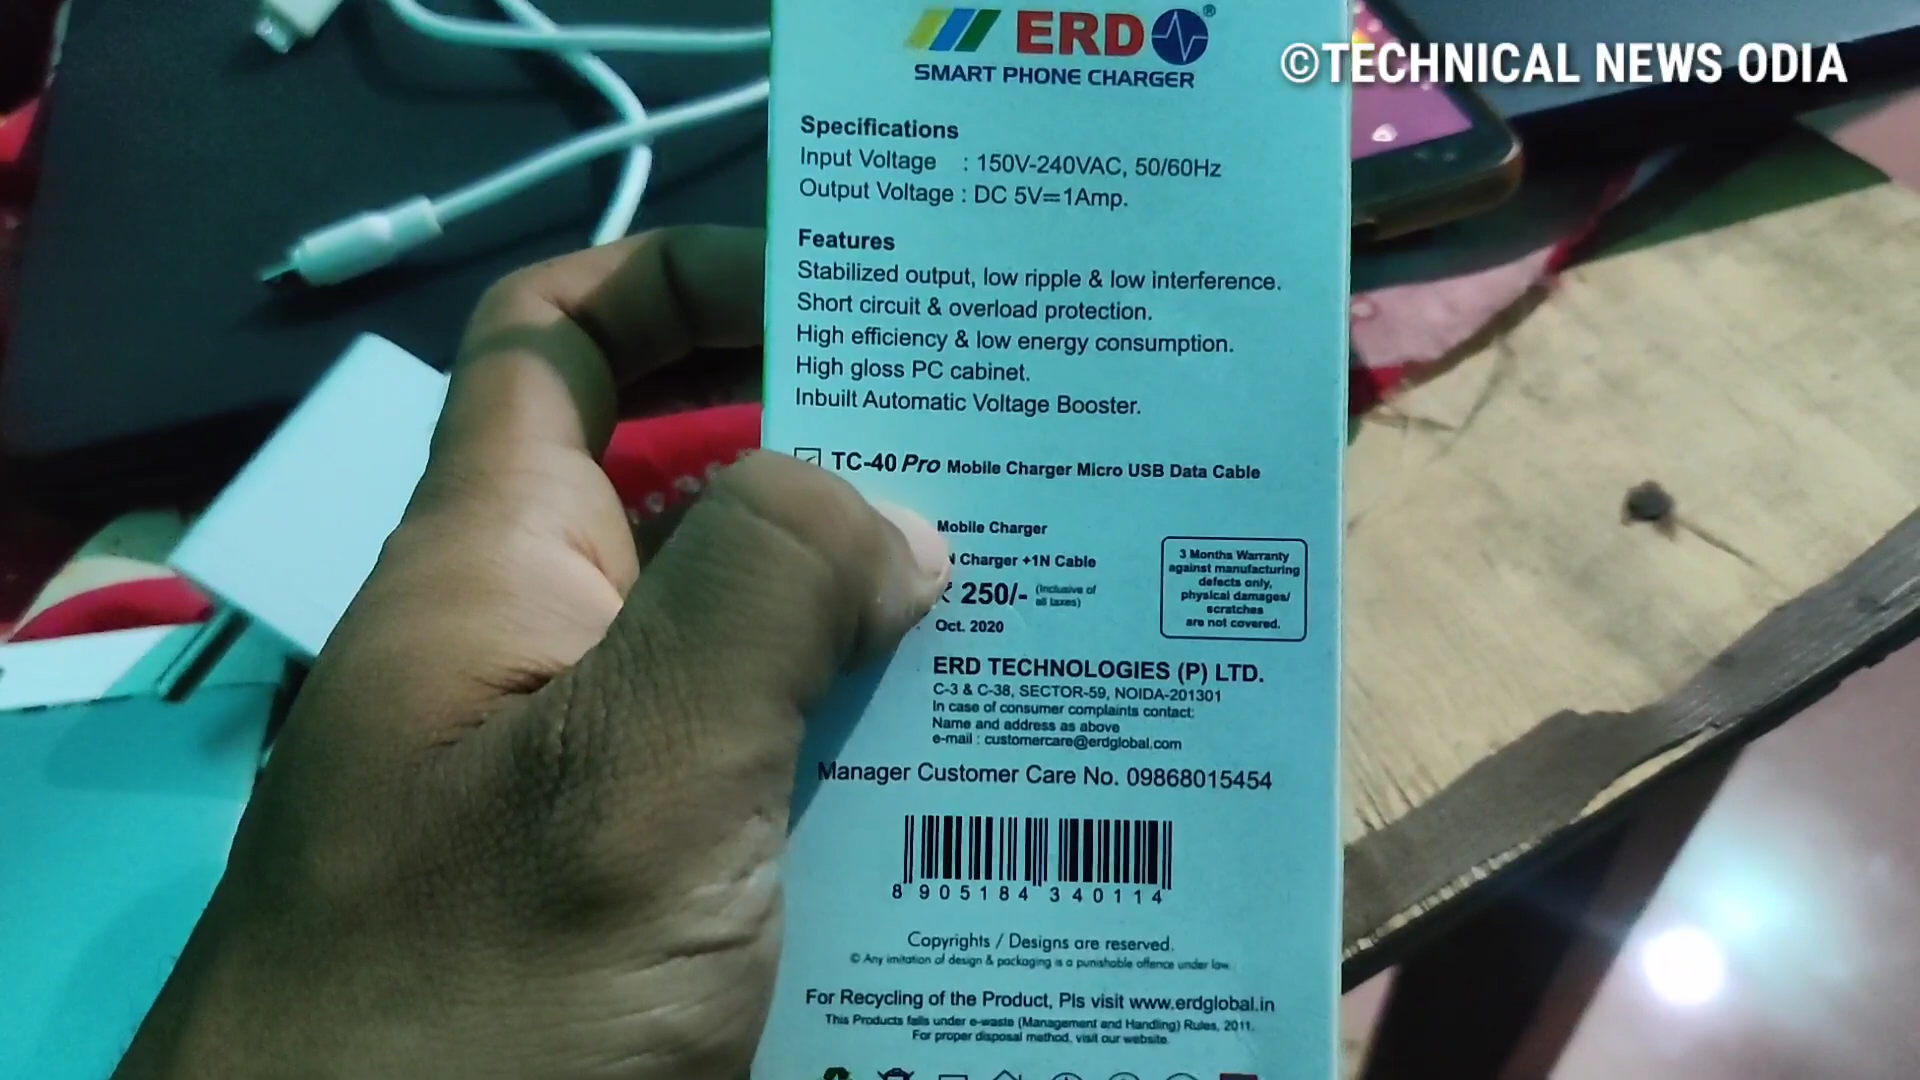 ERD®
SMART PHONE CHARGER
©TECHNICAL NEWS ODIA
Specifications
Input Voltage : 150V-240VAC, 50/60Hz
Output Voltage : DC 5V=1Amp.
Features
Stabilized output, low ripple & low interference.
Short circuit & overload protection.
High efficiency & low energy consumption.
High gloss PC cabinet.
Inbuilt Automatic Voltage Booster.
TC-40 Pro Mobile Charger Micro USB Data Cable
Mobile Charger
N Charger +1N Cable
₹ 250/- (Inclusive of
all taxes)
Oct. 2020
3 Months Warranty
against manufacturing
defects only,
physical damages/
scratches
are not covered.
ERD TECHNOLOGIES (P) LTD.
C-3 & C-38, SECTOR-59, NOIDA-201301
In case of consumer complaints contact:
Name and address as above
e-mail : customercare@erdglobal.com
Manager Customer Care No. 09868015454
8 905184 340114
Copyrights / Designs are reserved.
© Any imitation of design & packaging is a punishable offence under law.
For Recycling of the Product, Pls visit www.erdglobal.in
This Products falls under e-waste (Management and Handling) Rules, 2011.
For proper disposal method, visit our website.